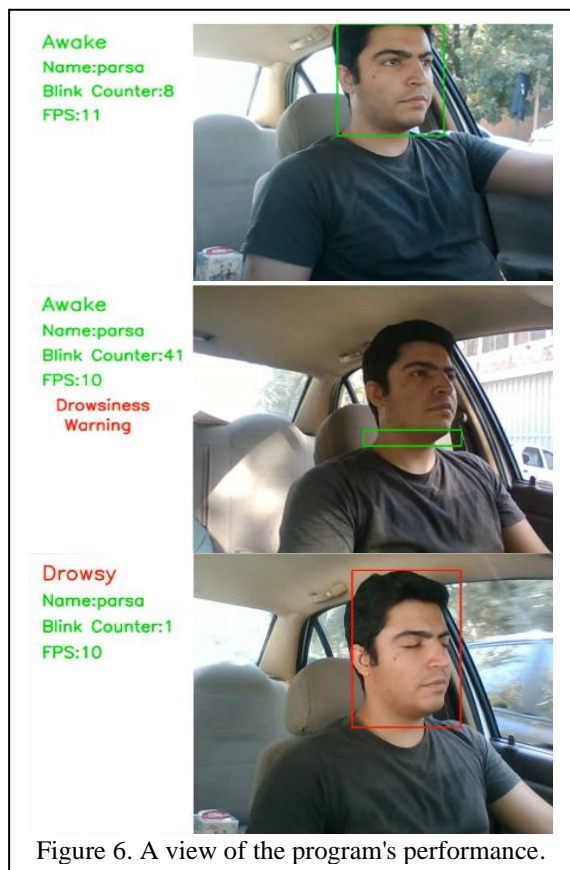 Awake
Name:parsa
Blink Counter:8
FPS:11
Awake
Name:parsa
Blink Counter:41
FPS:10
Drowsiness
Warning
Drowsy
Name:parsa
Blink Counter:1
FPS:10
Figure 6. A view of the program's performance.